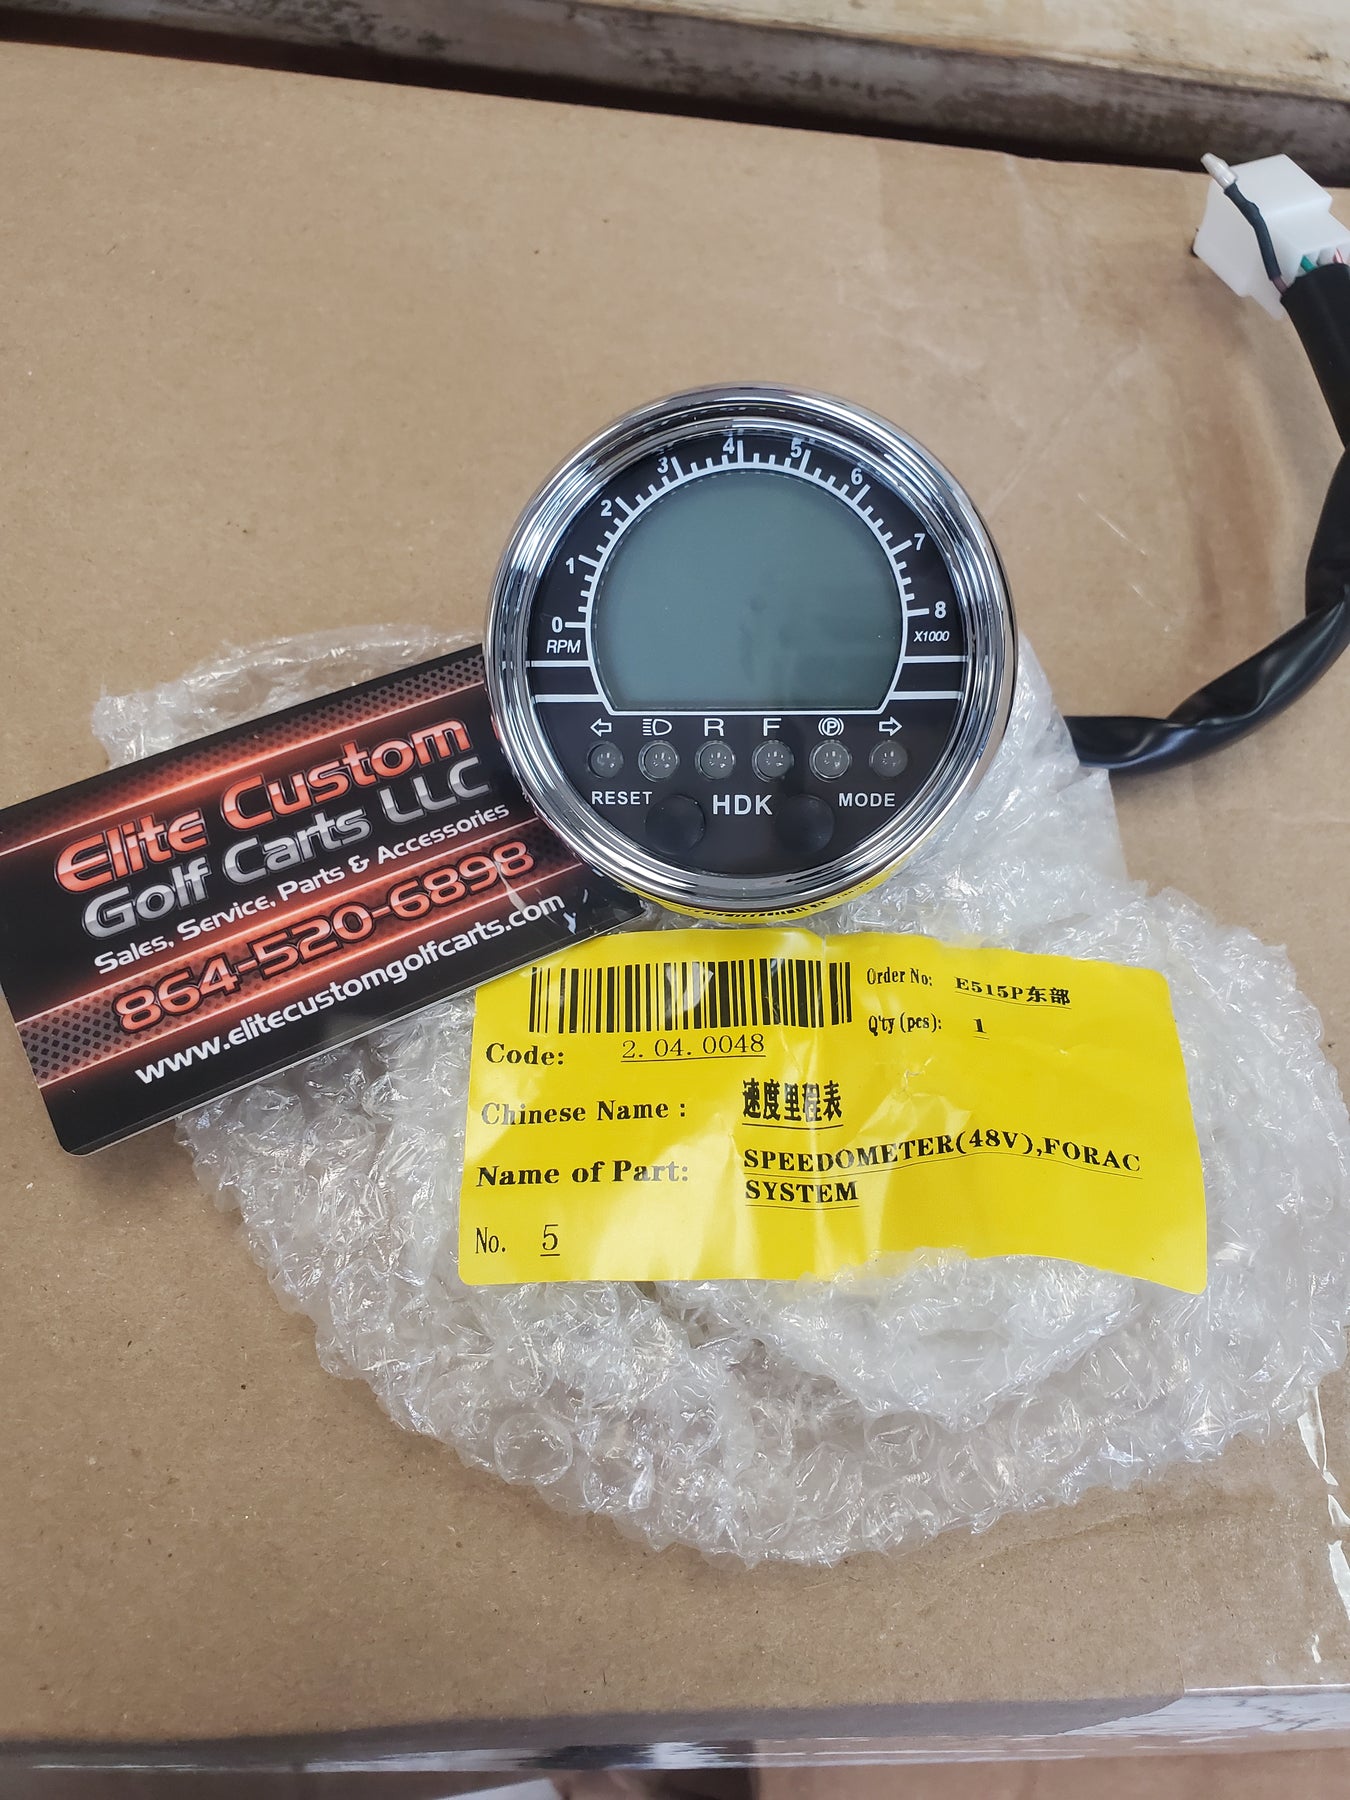 0 1 2 3 4 5 6 7 8
RPM X1000
R F P
RESET HDK MODE
Elite Custom
Golf Carts LLC
Sales, Service, Parts & Accessories
864-520-6898
www.elitecustomgolfcarts.com
Order No: E515P东部
Q'ty (pcs): 1
Code: 2. 04. 0048
Chinese Name : 速度里程表
Name of Part: SPEEDOMETER(48V),FORAC
SYSTEM
No. 5